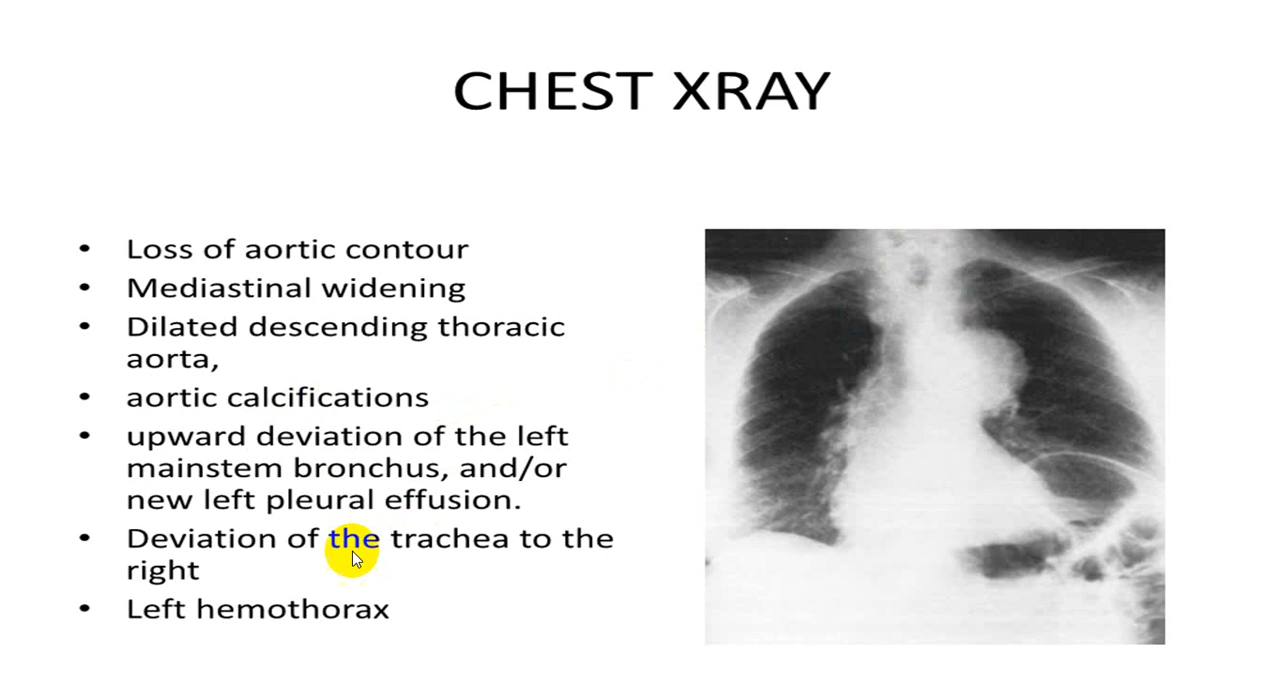 CHEST XRAY
• Loss of aortic contour
• Mediastinal widening
• Dilated descending thoracic
aorta,
• aortic calcifications
• upward deviation of the left
mainstem bronchus, and/or
new left pleural effusion.
• Deviation of the trachea to the
right
• Left hemothorax